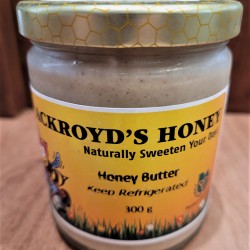 ACKROYD'S HONEY
Naturally Sweeten Your
Honey Butter
Keep Refrigerated
300 g